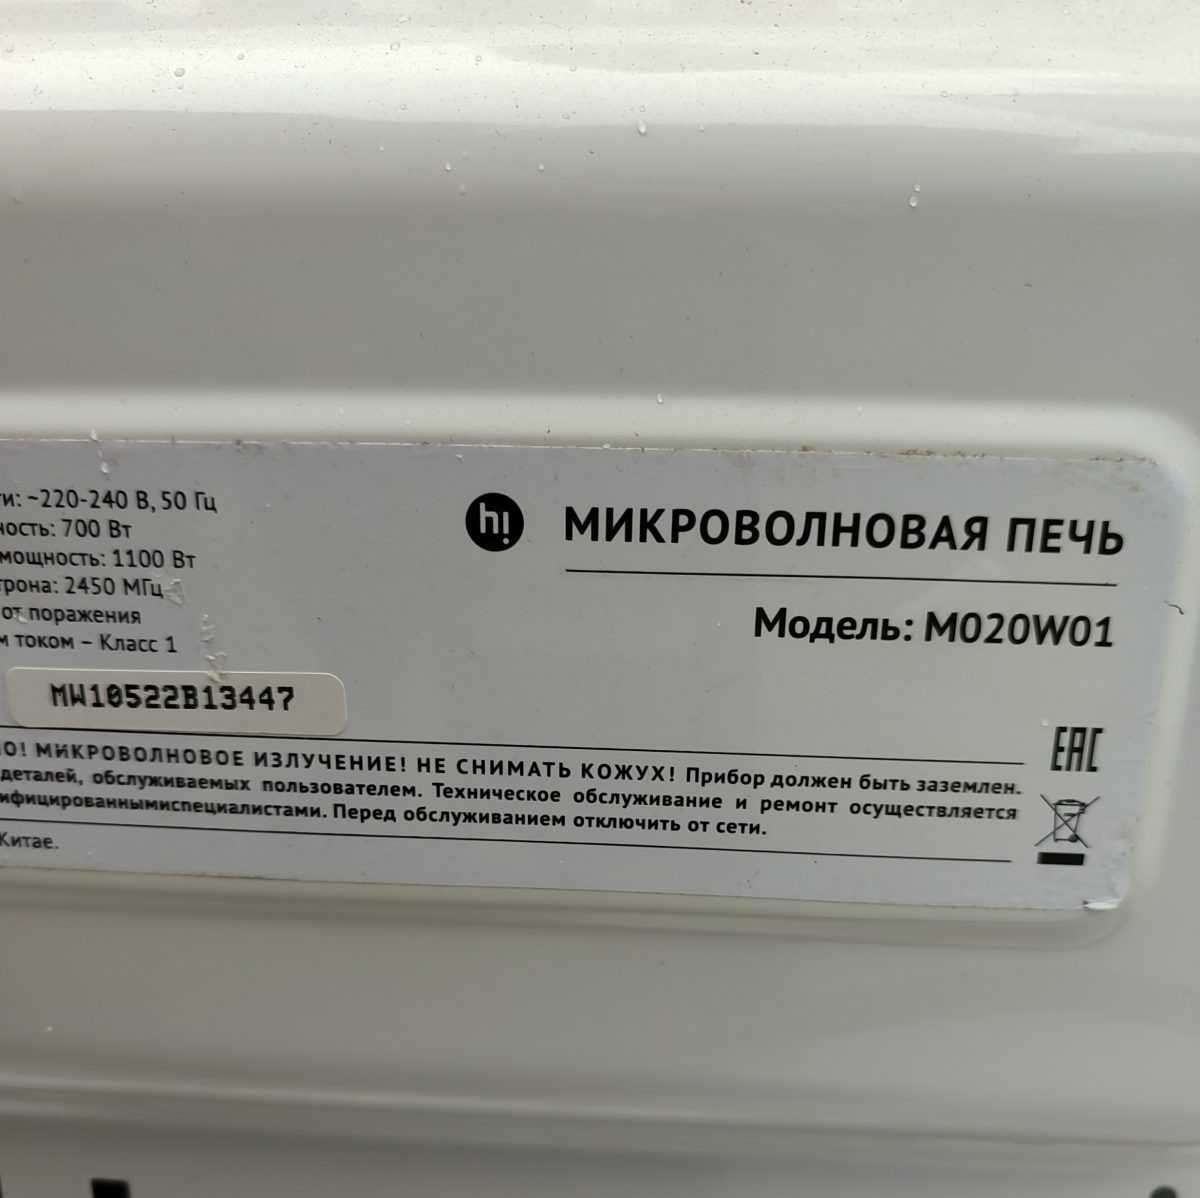 ти: ~220-240 В, 50 Гц
ность: 700 Вт
мощность: 1100 Вт
трона: 2450 МГц
от поражения
м током – Класс 1
MW10522B13447
h!
МИКРОВОЛНОВАЯ ПЕЧЬ
Модель: M020W01
EAC
О! МИКРОВОЛНОВОЕ ИЗЛУЧЕНИЕ! НЕ СНИМАТЬ КОЖУХ! Прибор должен быть заземлен.
деталей, обслуживаемых пользователем. Техническое обслуживание и ремонт осуществляется
ифицированнымиспециалистами. Перед обслуживанием отключить от сети.
Китае.